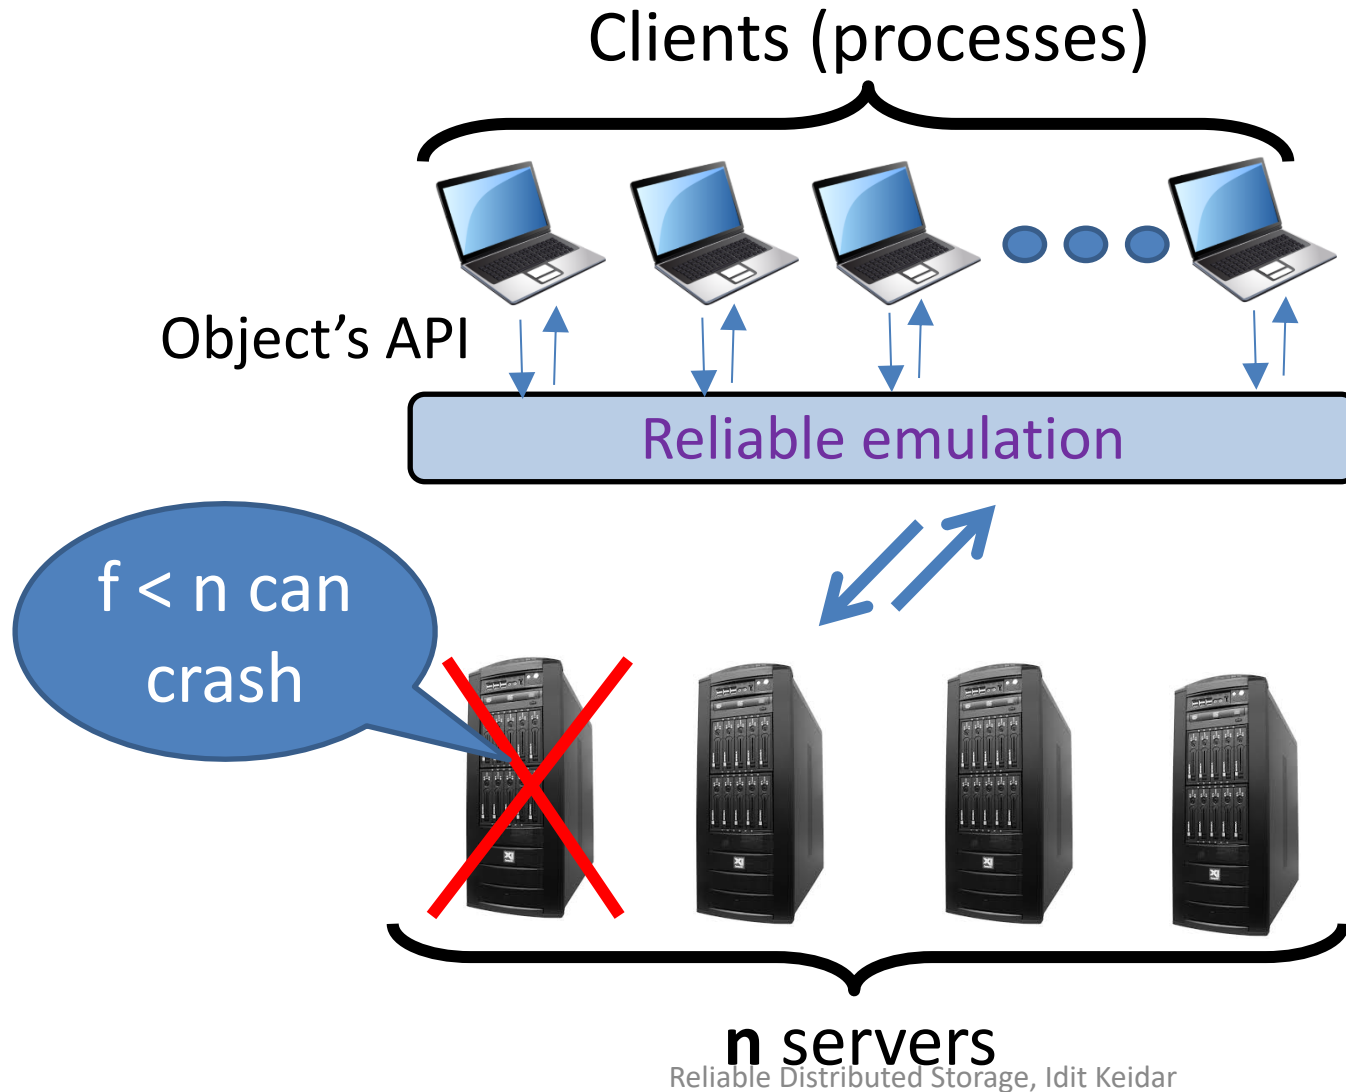 Clients (processes)
Object’s API
Reliable emulation
f < n can
crash
n servers
Reliable Distributed Storage, Idit Keidar